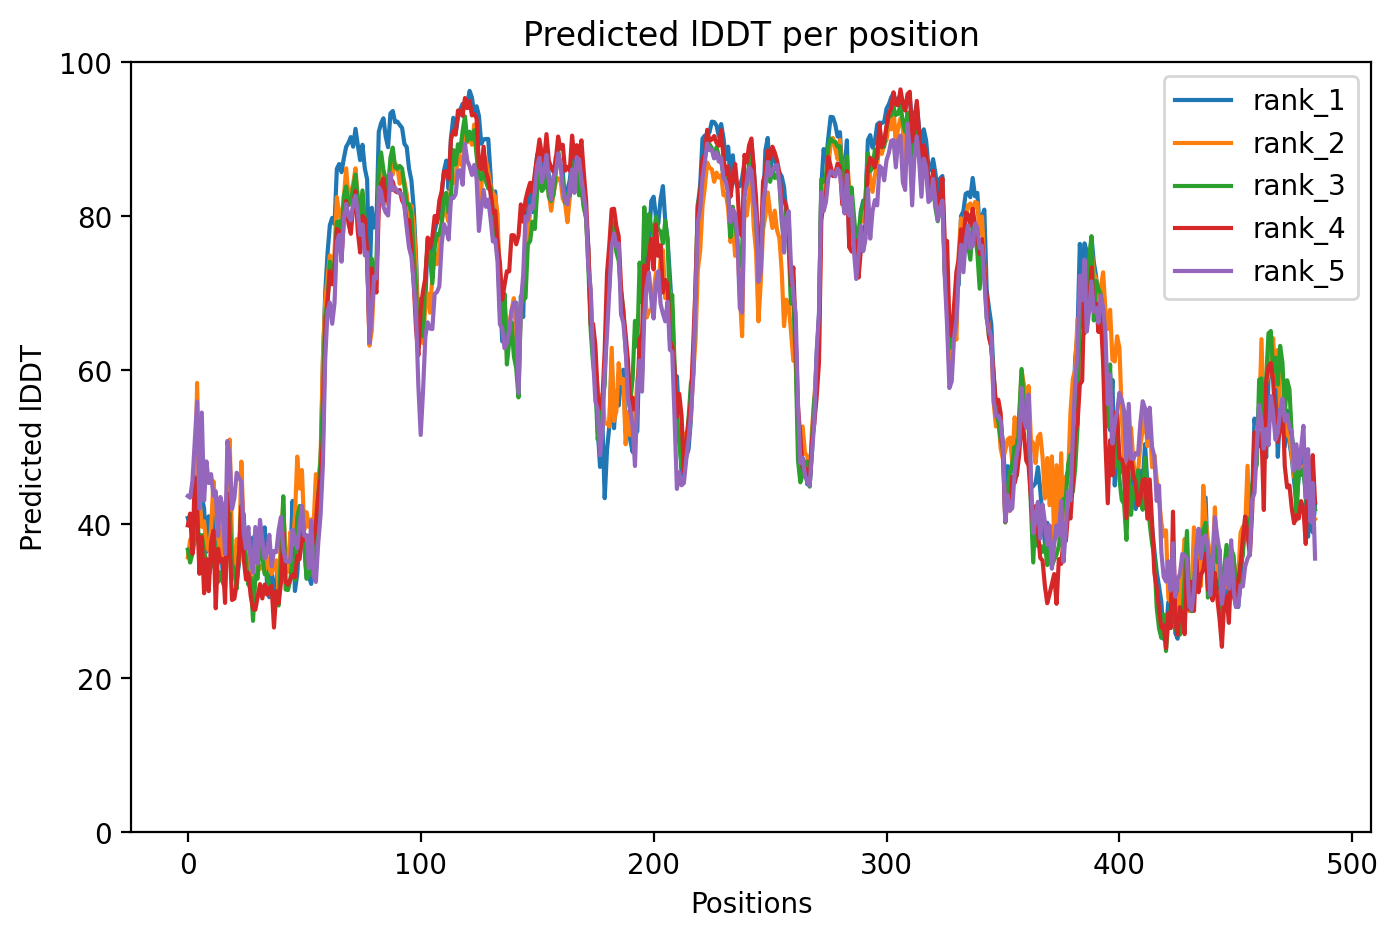 Predicted lDDT per position
100
80
60
40
20
0
Predicted lDDT
0 100 200 300 400 500
Positions
rank_1
rank_2
rank_3
rank_4
rank_5